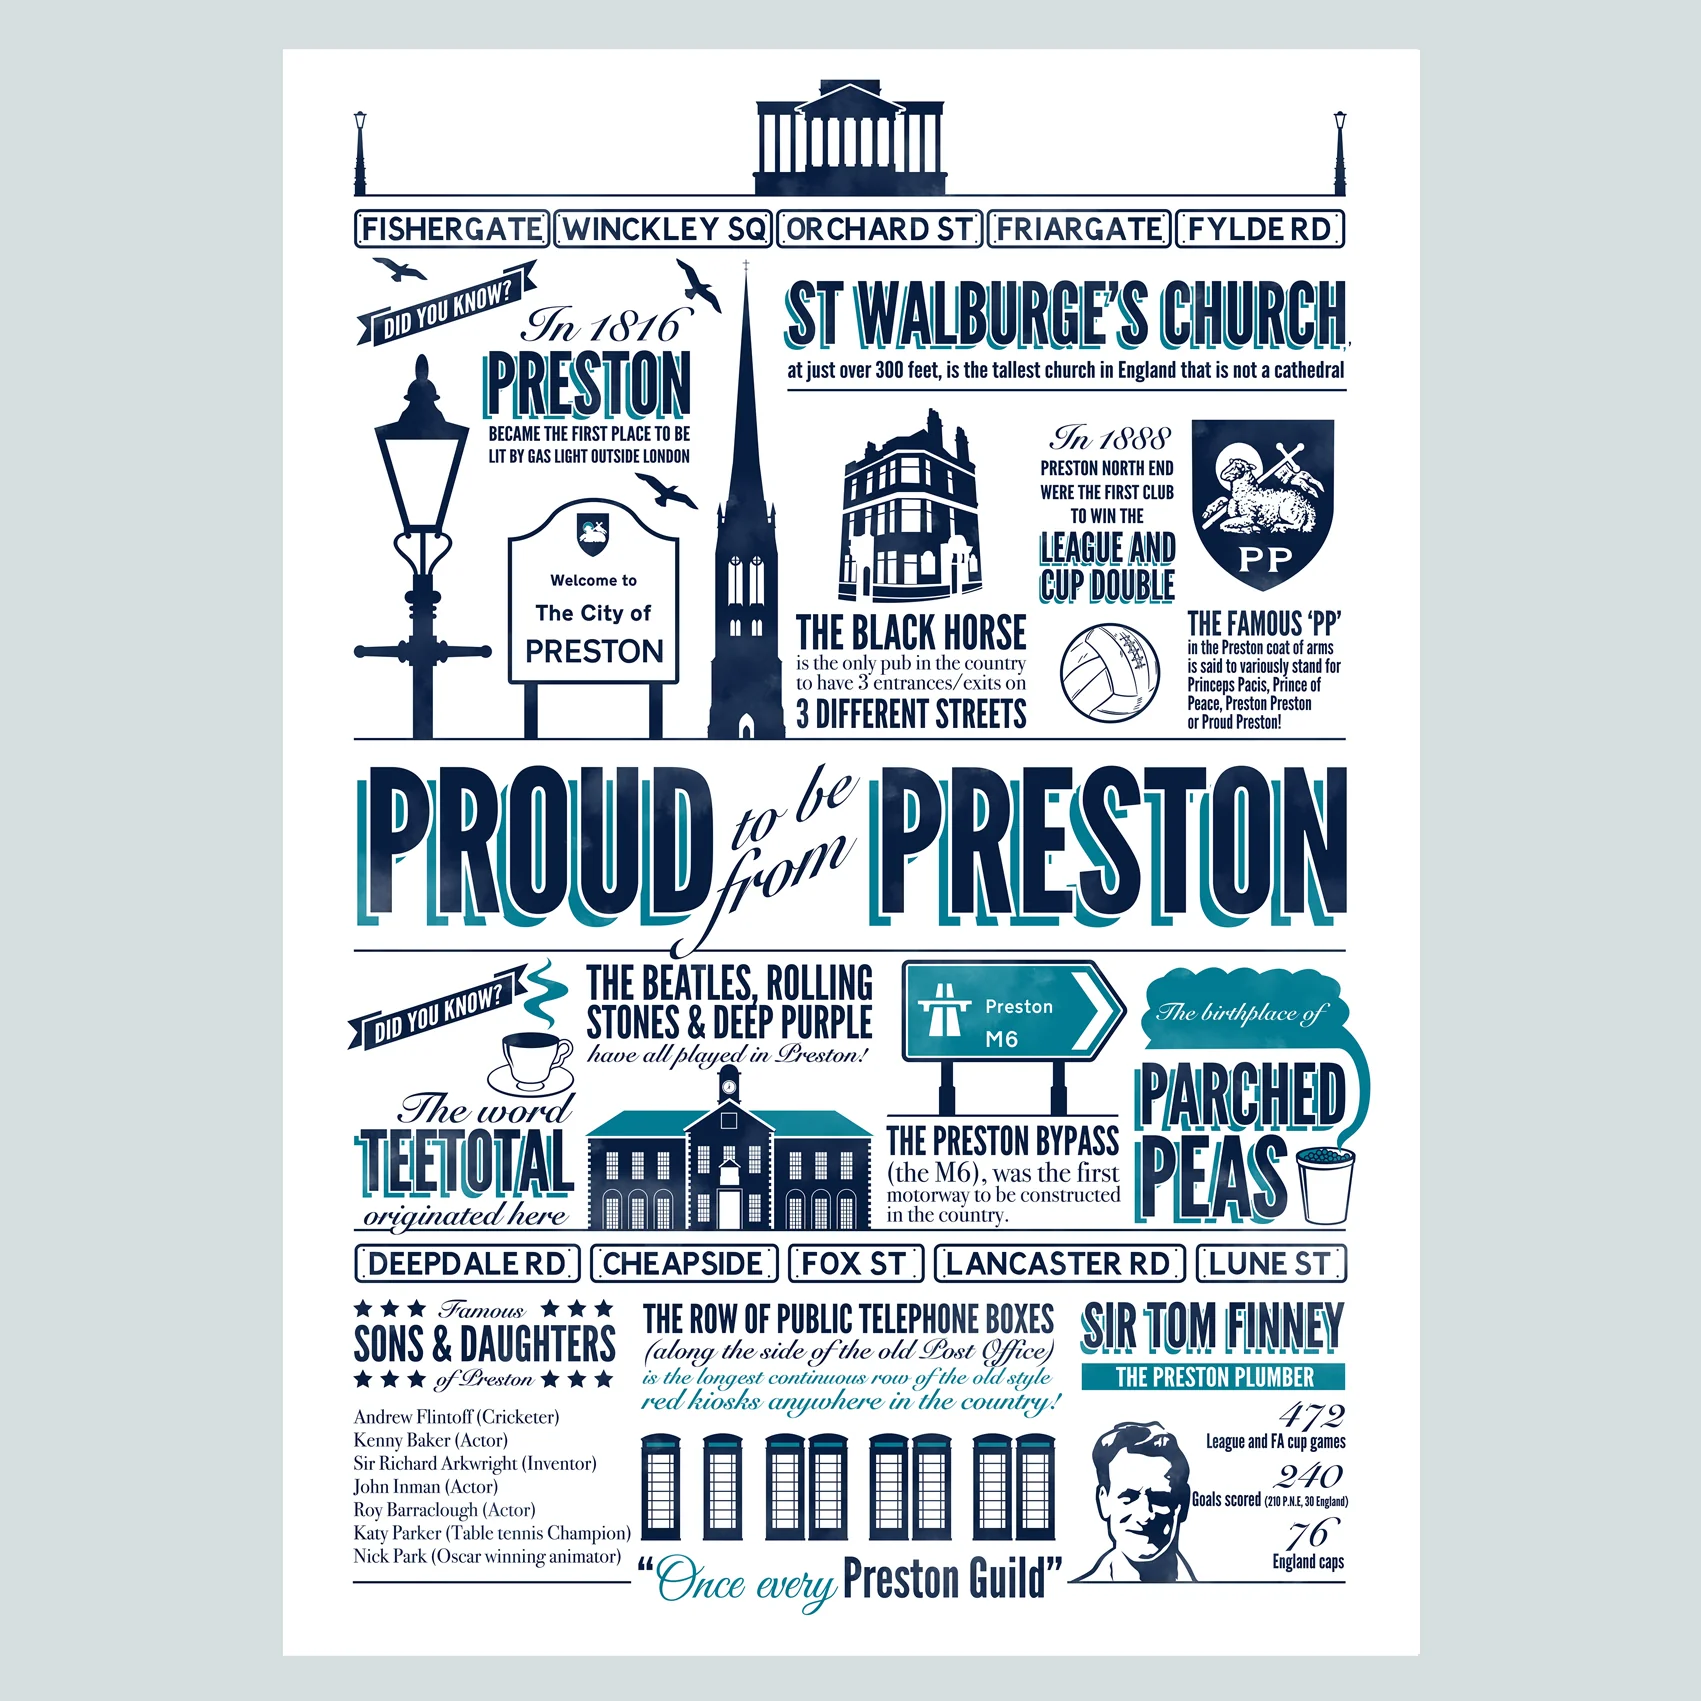 FISHERGATE WINCKLEY SQ ORCHARD ST FRIARGATE FYLDE RD
DID YOU KNOW?
In 1816
PRESTON
BECAME THE FIRST PLACE TO BE
LIT BY GAS LIGHT OUTSIDE LONDON
Welcome to
The City of
PRESTON
ST WALBURGE'S CHURCH,
at just over 300 feet, is the tallest church in England that is not a cathedral
THE BLACK HORSE
is the only pub in the country
to have 3 entrances/exits on
3 DIFFERENT STREETS
In 1888
PRESTON NORTH END
WERE THE FIRST CLUB
TO WIN THE
LEAGUE AND
CUP DOUBLE
PP
THE FAMOUS 'PP'
in the Preston coat of arms
is said to variously stand for
Princeps Pacis, Prince of
Peace, Preston Preston
or Proud Preston!
PROUD to be from PRESTON
DID YOU KNOW?
The word
TEETOTAL
originated here
THE BEATLES, ROLLING
STONES & DEEP PURPLE
have all played in Preston!
Preston
M6
THE PRESTON BYPASS
(the M6), was the first
motorway to be constructed
in the country.
The birthplace of
PARCHED
PEAS
DEEPDALE RD CHEAPSIDE FOX ST LANCASTER RD LUNE ST
Famous
SONS & DAUGHTERS
of Preston
Andrew Flintoff (Cricketer)
Kenny Baker (Actor)
Sir Richard Arkwright (Inventor)
John Inman (Actor)
Roy Barraclough (Actor)
Katy Parker (Table tennis Champion)
Nick Park (Oscar winning animator)
THE ROW OF PUBLIC TELEPHONE BOXES
(along the side of the old Post Office)
is the longest continuous row of the old style
red kiosks anywhere in the country!
"Once every Preston Guild"
SIR TOM FINNEY
THE PRESTON PLUMBER
472
League and FA cup games
240
Goals scored (210 P.N.E, 30 England)
76
England caps